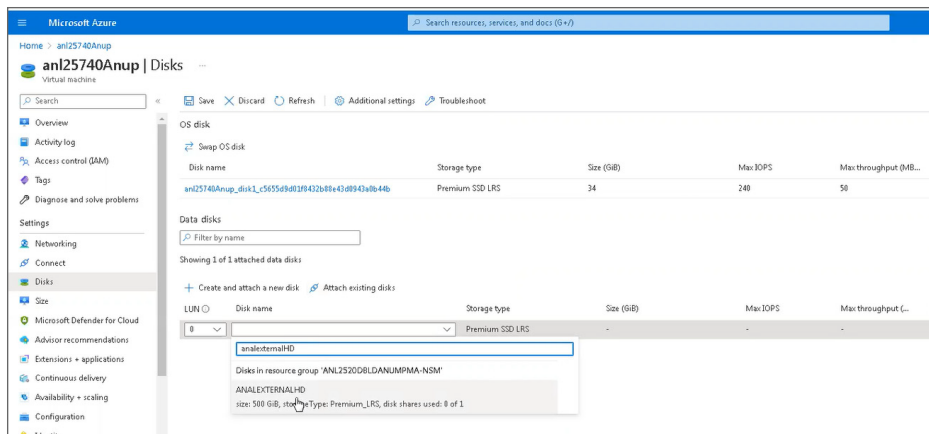 Microsoft Azure
Search resources, services, and docs (G+/)
Home > anl25740Anup
anl25740Anup | Disks ...
Virtual machine
Search
«
Save Discard Refresh Additional settings Troubleshoot
Overview
Activity log
Access control (IAM)
Tags
Diagnose and solve problems
Settings
Networking
Connect
Disks
Size
Microsoft Defender for Cloud
Advisor recommendations
Extensions + applications
Continuous delivery
Availability + scaling
Configuration
OS disk
Swap OS disk
Disk name Storage type Size (GiB) Max IOPS Max throughput (MB...
anl25740Anup_disk1_c5655d9d01f8432b88e43d0943a0b44b Premium SSD LRS 34 240 50
Data disks
Filter by name
Showing 1 of 1 attached data disks
Create and attach a new disk Attach existing disks
LUN Disk name Storage type Size (GiB) Max IOPS Max throughput (...
0 Premium SSD LRS - - -
analexternalHD
Disks in resource group 'ANL2520DBLDANUMPMA-NSM'
ANALEXTERNALHD
size: 500 GiB, storageType: Premium_LRS, disk shares used: 0 of 1